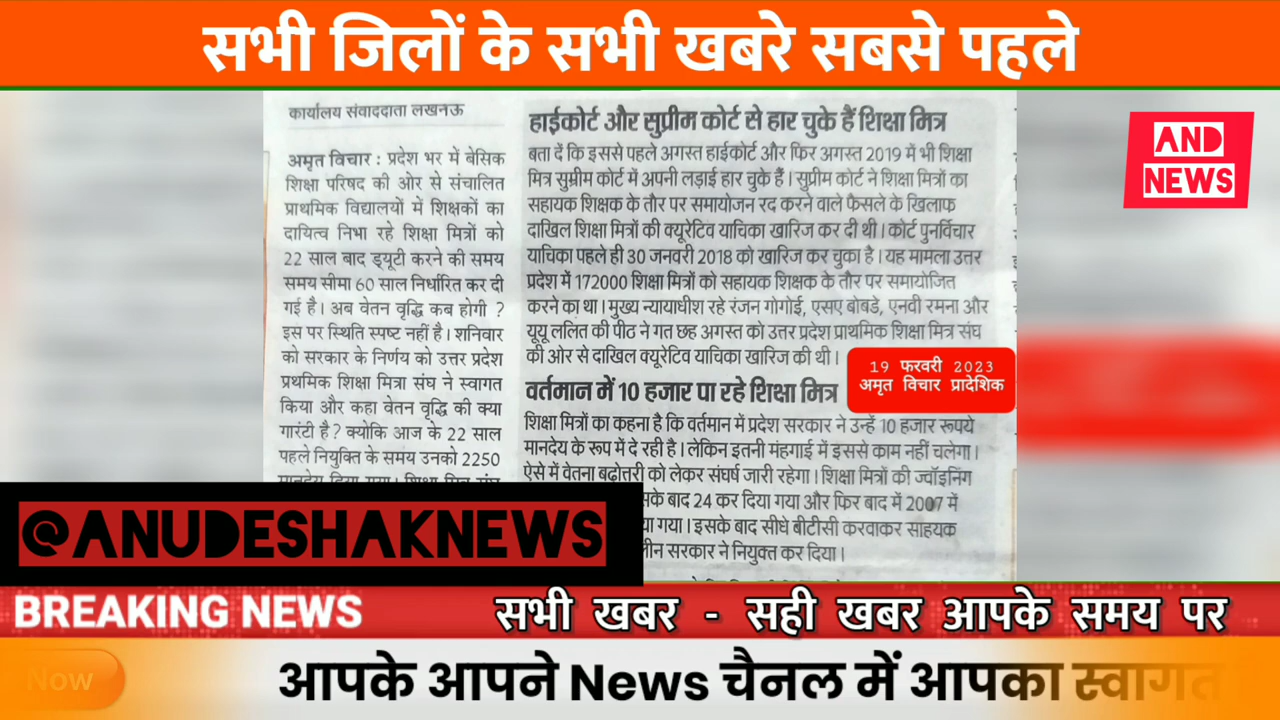 सभी जिलों के सभी खबरे सबसे पहले
AND
NEWS
कार्यालय संवाददाता लखनऊ
अमृत विचार : प्रदेश भर में बेसिक
शिक्षा परिषद की ओर से संचालित
प्राथमिक विद्यालयों में शिक्षकों का
दायित्व निभा रहे शिक्षा मित्रों को
22 साल बाद ड्यूटी करने की समय
समय सीमा 60 साल निर्धारित कर दी
गई है। अब वेतन वृद्धि कब होगी ?
इस पर स्थिति स्पष्ट नहीं है। शनिवार
को सरकार के निर्णय को उत्तर प्रदेश
प्रथमिक शिक्षा मित्रा संघ ने स्वागत
किया और कहा वेतन वृद्धि की क्या
गारंटी है? क्योकि आज के 22 साल
पहले नियुक्ति के समय उनको 2250
हाईकोर्ट और सुप्रीम कोर्ट से हार चुके हैं शिक्षा मित्र
बता दें कि इससे पहले अगस्त हाईकोर्ट और फिर अगस्त 2019 में भी शिक्षा
मित्र सुप्रीम कोर्ट में अपनी लड़ाई हार चुके हैं। सुप्रीम कोर्ट ने शिक्षा मित्रों का
सहायक शिक्षक के तौर पर समायोजन रद करने वाले फैसले के खिलाफ
दाखिल शिक्षा मित्रों की क्यूरेटिव याचिका खारिज कर दी थी। कोर्ट पुनर्विचार
याचिका पहले ही 30 जनवरी 2018 को खारिज कर चुका है। यह मामला उत्तर
प्रदेश में 172000 शिक्षा मित्रों को सहायक शिक्षक के तौर पर समायोजित
करने का था। मुख्य न्यायाधीश रहे रंजन गोगोई, एसए बोबडे, एनवी रमना और
यूयू ललित की पीठ ने गत छह अगस्त को उत्तर प्रदेश प्राथमिक शिक्षा मित्र संघ
की ओर से दाखिल क्यूरेटिव याचिका खारिज की थी।
19 फरवरी 2023
अमृत विचार प्रादेशिक
वर्तमान में 10 हजार पा रहे शिक्षा मित्र
शिक्षा मित्रों का कहना है कि वर्तमान में प्रदेश सरकार ने उन्हें 10 हजार रूपये
मानदेय के रूप में दे रही है। लेकिन इतनी मंहगाई में इससे काम नहीं चलेगा।
ऐसे में वेतना बढ़ोतरी को लेकर संघर्ष जारी रहेगा। शिक्षा मित्रों की ज्वॉइनिंग
के बाद 24 कर दिया गया और फिर बाद में 2007 में
गया। इसके बाद सीधे बीटीसी करवाकर साहयक
सरकार ने नियुक्त कर दिया।
@ANUDESHAKNEWS
BREAKING NEWS
सभी खबर - सही खबर आपके समय पर
Now
आपके आपने News चैनल में आपका स्वागत